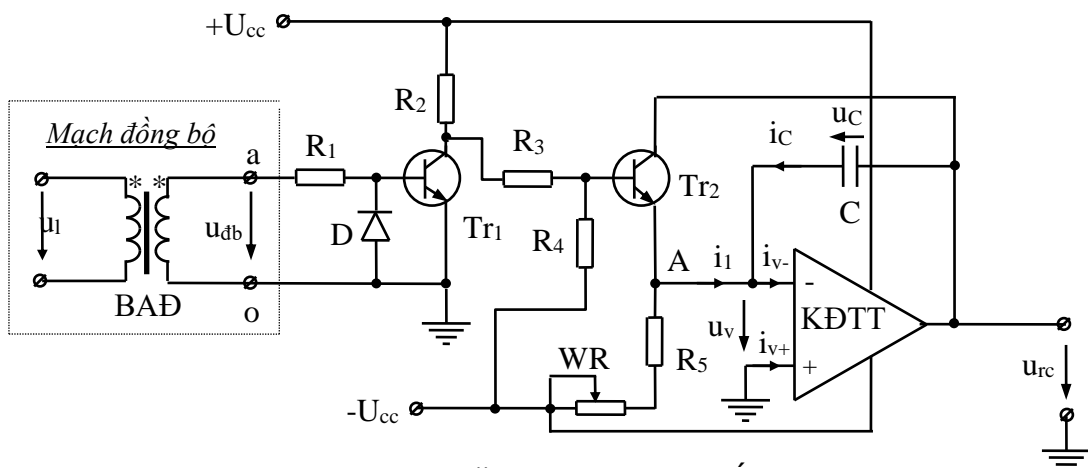 +Ucc
Mạch đồng bộ
R2
a
R1
R3
iC
uC
* *
C
ul
uđb
D
Tr1
Tr2
R4
A
i1
iv-
-
BAĐ
o
KĐTT
uv
iv+
+
R5
WR
urc
-Ucc